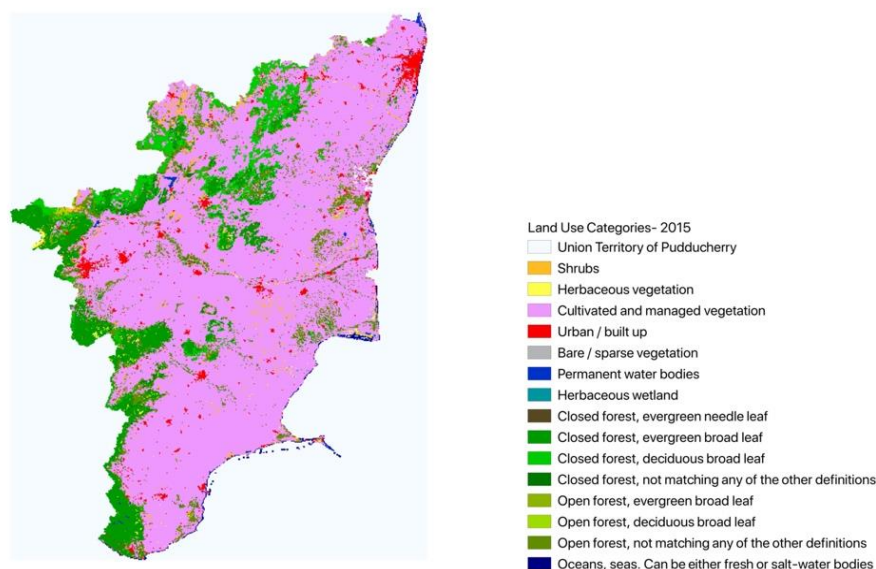 Land Use Categories- 2015
Union Territory of Pudducherry
Shrubs
Herbaceous vegetation
Cultivated and managed vegetation
Urban / built up
Bare / sparse vegetation
Permanent water bodies
Herbaceous wetland
Closed forest, evergreen needle leaf
Closed forest, evergreen broad leaf
Closed forest, deciduous broad leaf
Closed forest, not matching any of the other definitions
Open forest, evergreen broad leaf
Open forest, deciduous broad leaf
Open forest, not matching any of the other definitions
Oceans, seas. Can be either fresh or salt-water bodies